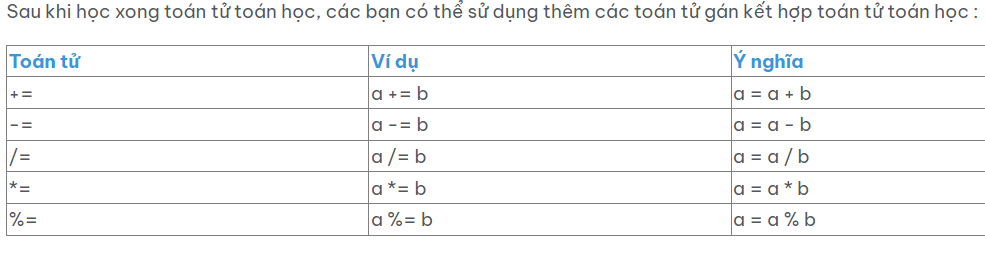 Sau khi học xong toán tử toán học, các bạn có thể sử dụng thêm các toán tử gán kết hợp toán tử toán học :
Toán tử Ví dụ Ý nghĩa
+= a += b a = a + b
-= a -= b a = a - b
/= a /= b a = a / b
*= a *= b a = a * b
%= a %= b a = a % b